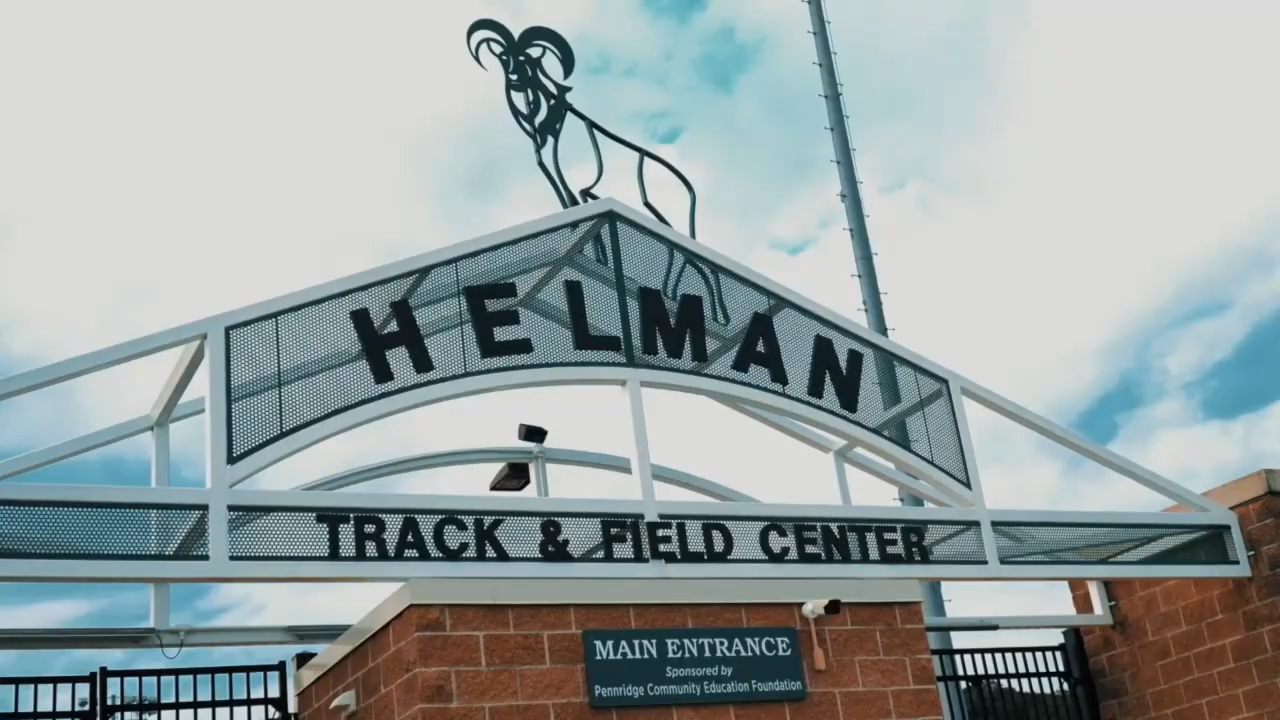 HELMAN
TRACK & FIELD CENTER
MAIN ENTRANCE
Sponsored by
Pennridge Community Education Foundation